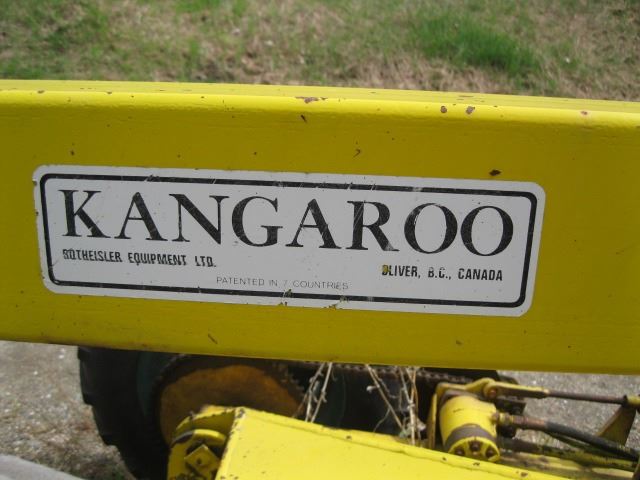 KANGAROO
ROTHEISLER EQUIPMENT LTD.
OLIVER, B.C., CANADA
PATENTED IN 7 COUNTRIES